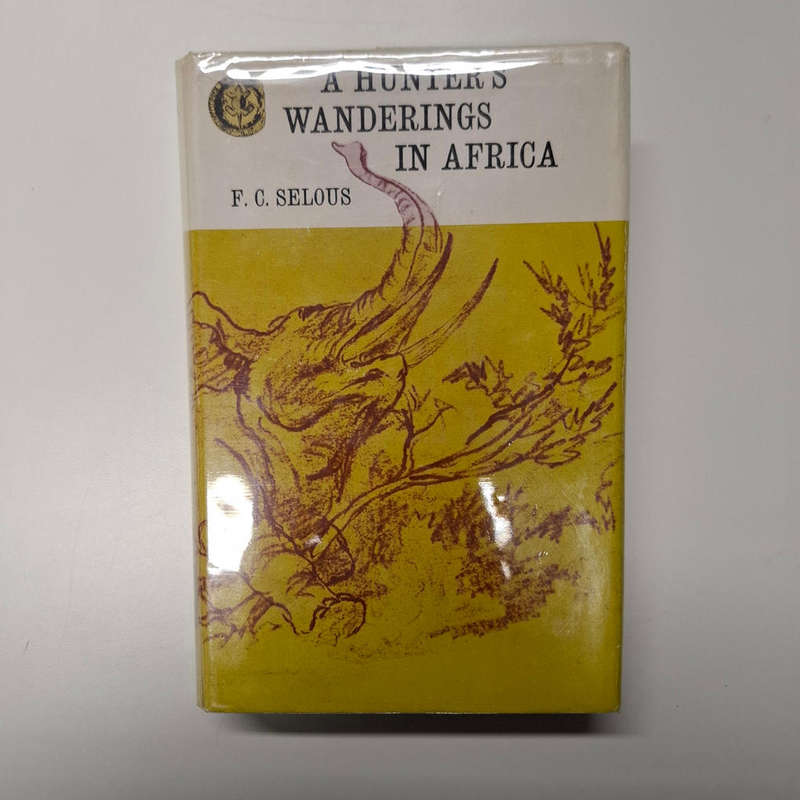 A HUNTER'S
WANDERINGS
IN AFRICA
F. C. SELOUS